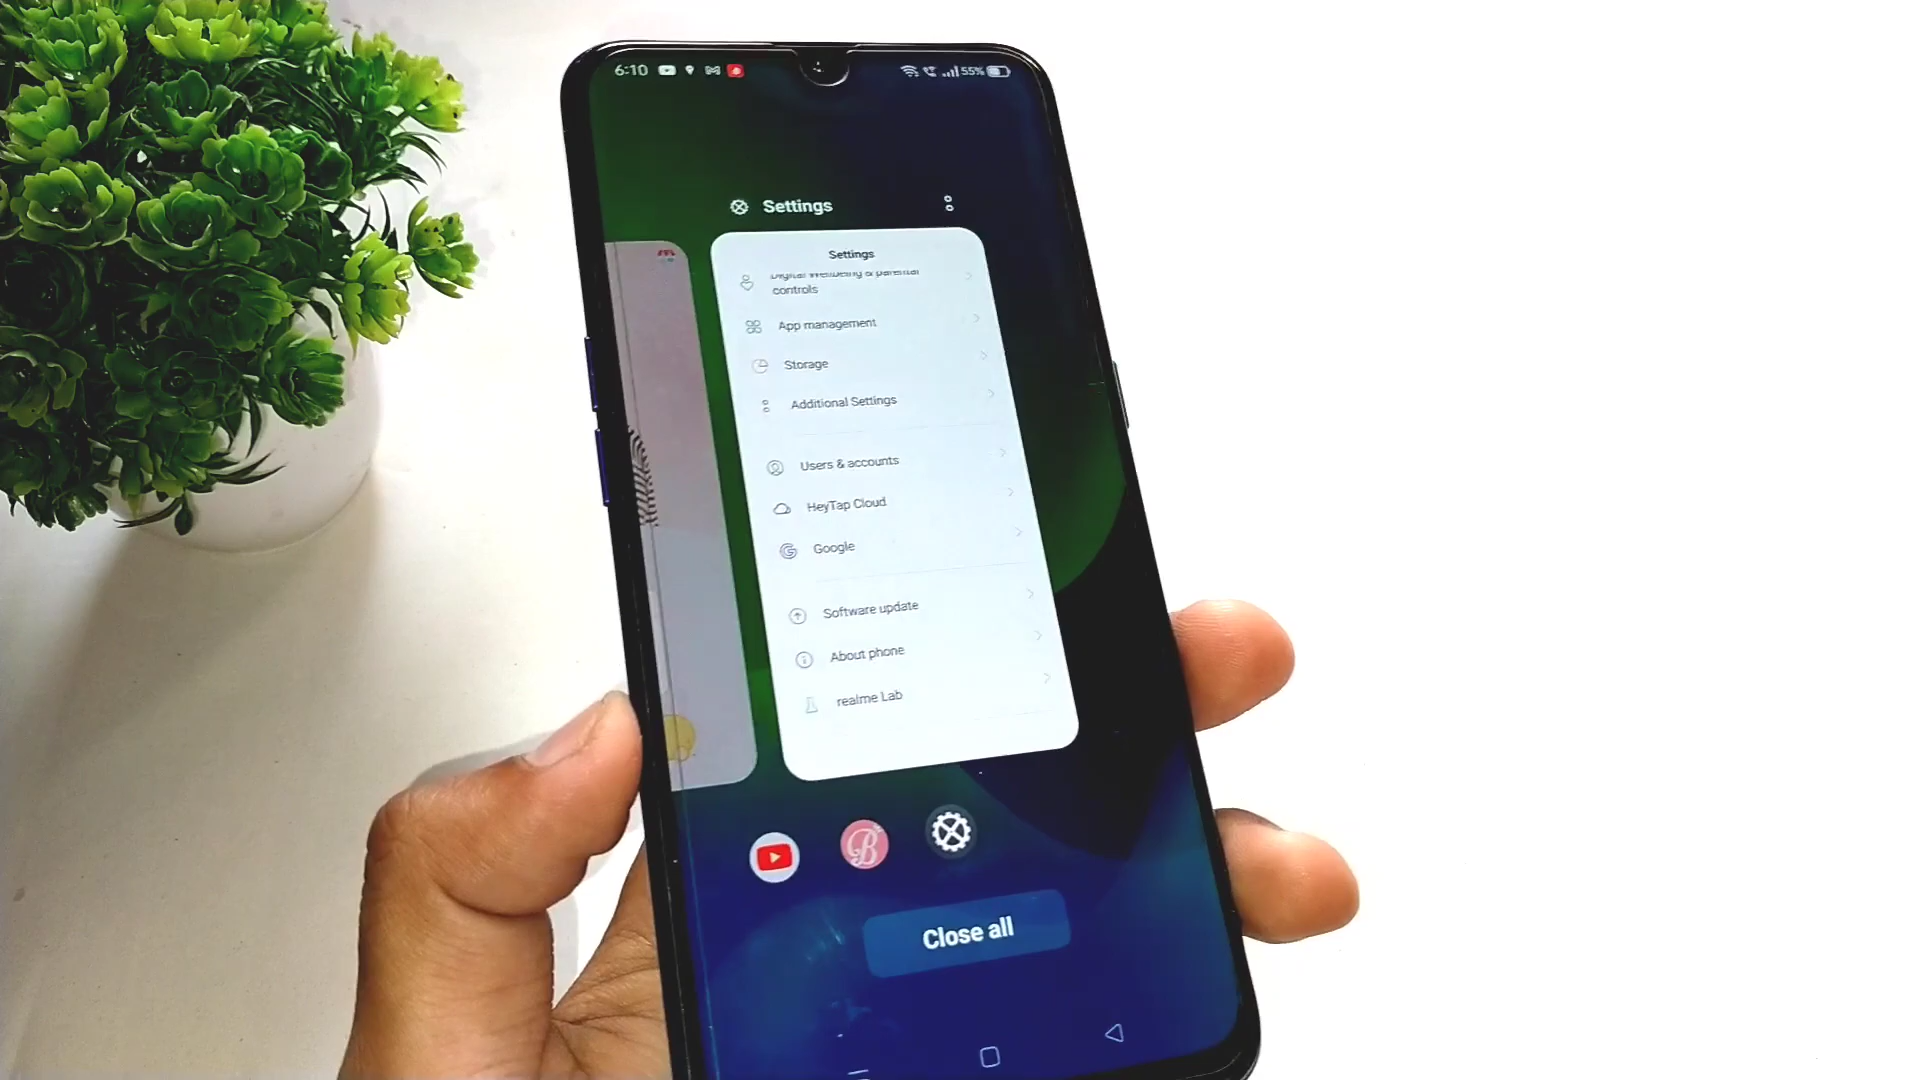 6:10
55%
Settings
Settings
Digital Wellbeing & parental
controls
App management
Storage
Additional Settings
Users & accounts
HeyTap Cloud
Google
Software update
About phone
realme Lab
B
Close all